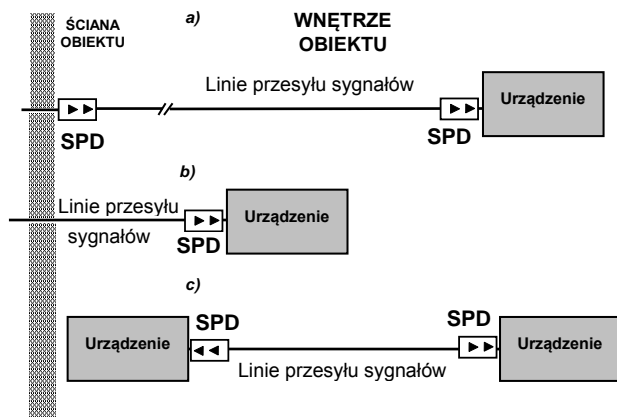 ŚCIANA
OBIEKTU
a)
WNĘTRZE
OBIEKTU
Linie przesyłu sygnałów
SPD
SPD
Urządzenie
b)
Linie przesyłu
sygnałów
SPD
Urządzenie
c)
Urządzenie
SPD
SPD
Urządzenie
Linie przesyłu sygnałów